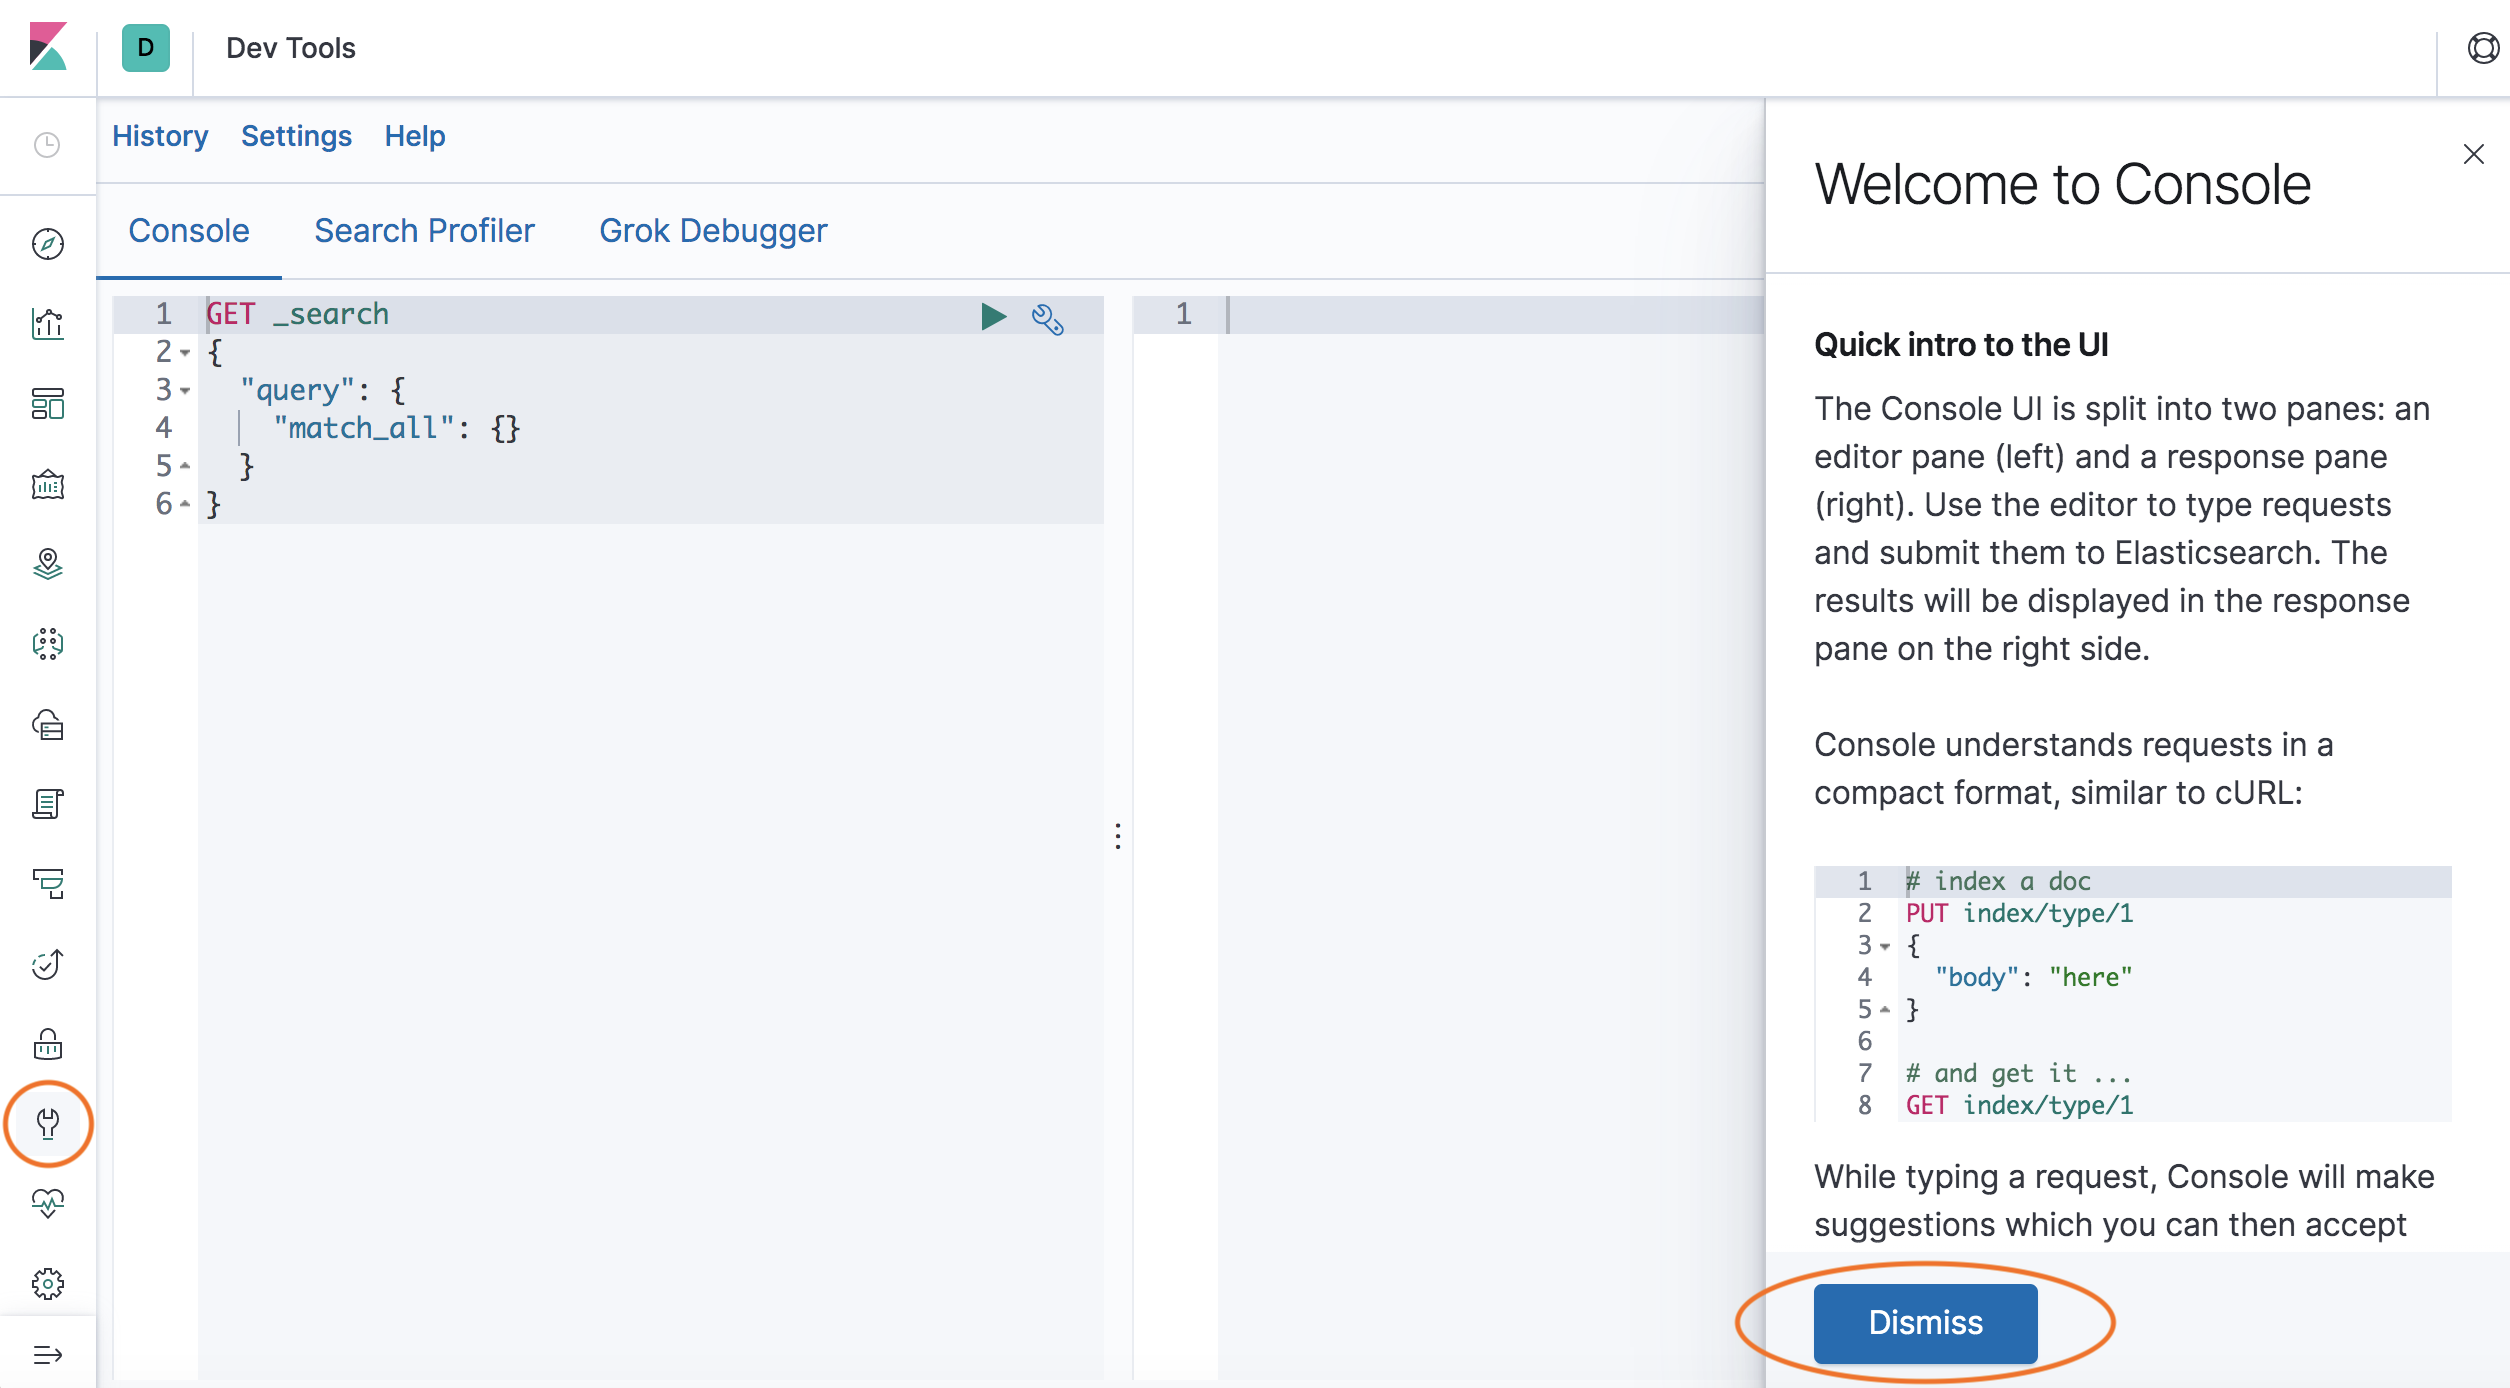 D
Dev Tools
History Settings Help
Console Search Profiler Grok Debugger
1 GET _search
2 {
3 "query": {
4 "match_all": {}
5 }
6 }
1
Welcome to Console
Quick intro to the UI
The Console UI is split into two panes: an
editor pane (left) and a response pane
(right). Use the editor to type requests
and submit them to Elasticsearch. The
results will be displayed in the response
pane on the right side.
Console understands requests in a
compact format, similar to cURL:
1 # index a doc
2 PUT index/type/1
3 {
4 "body": "here"
5 }
6
7 # and get it ...
8 GET index/type/1
While typing a request, Console will make
suggestions which you can then accept
Dismiss